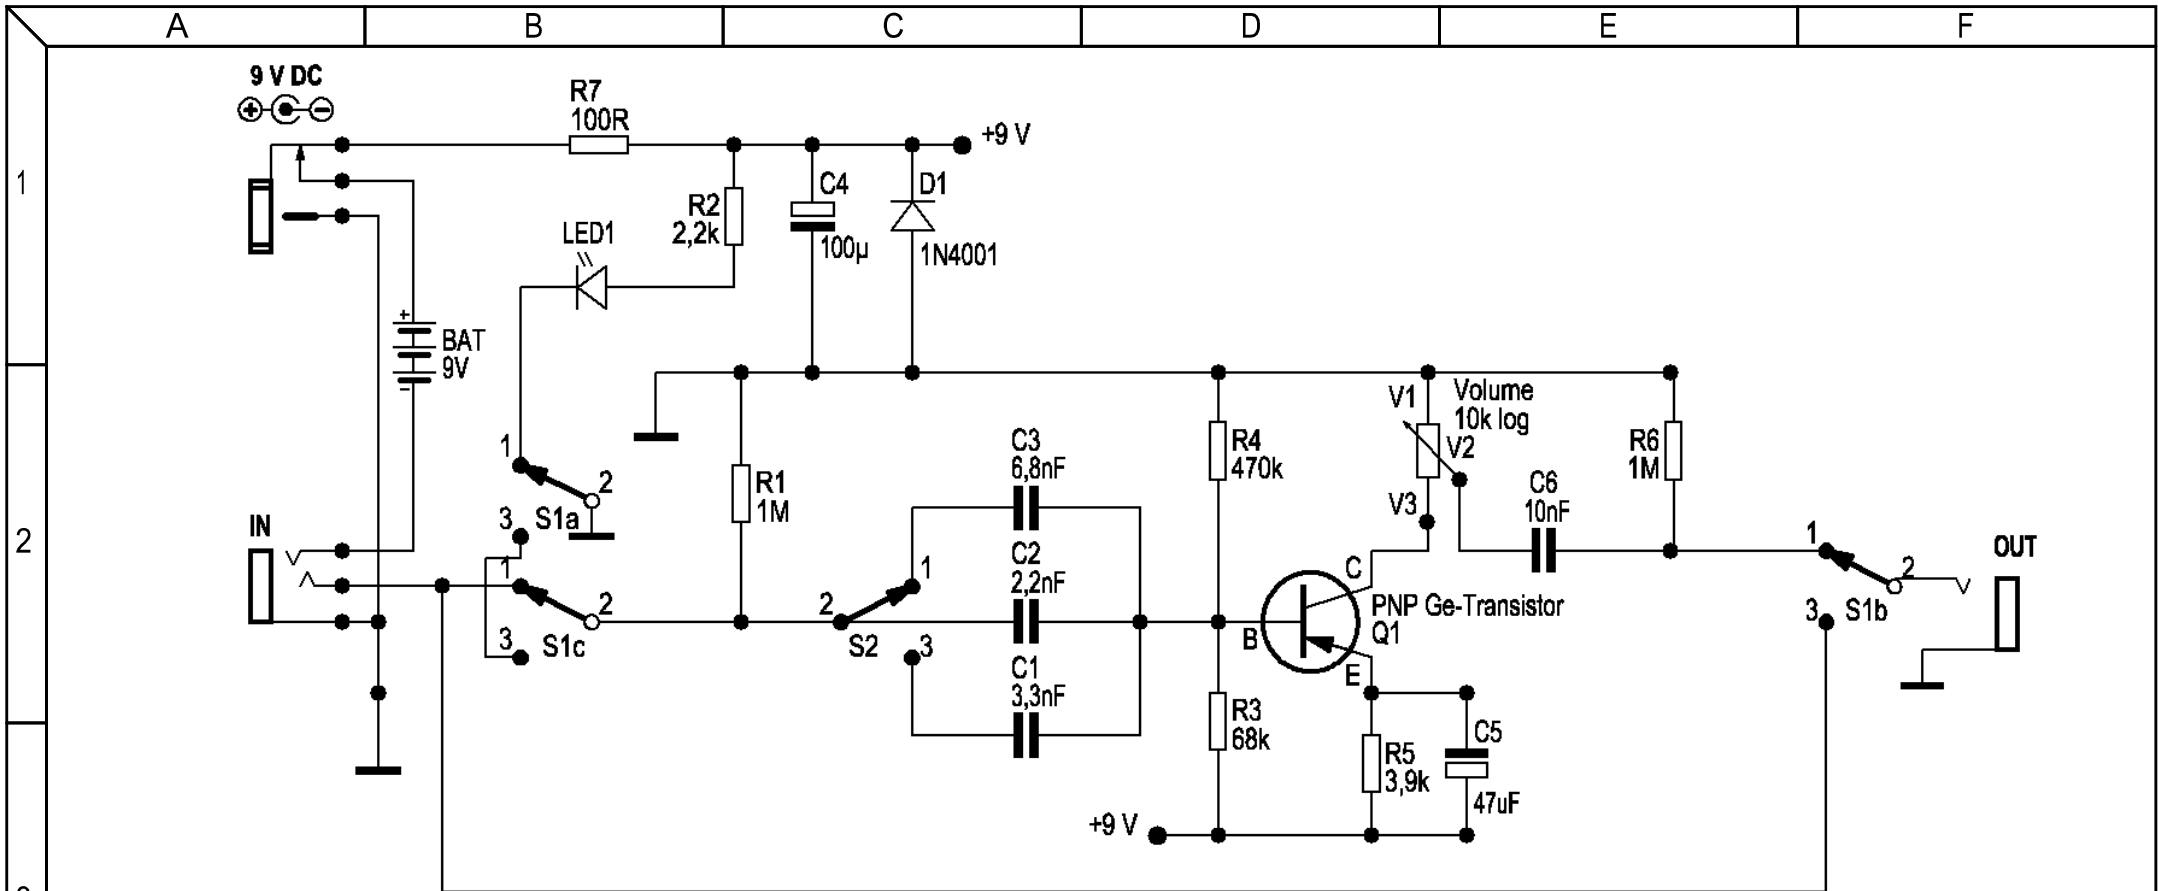 A B C D E F
9 V DC
R7
100R
+9 V
1
C4
D1
R2
2,2k
LED1
100µ
1N4001
+
BAT
9V
−
V1
Volume
10k log
C3
6,8nF
R4
470k
V2
R6
1M
1
2
R1
1M
C6
10nF
V3
IN
3
S1a
2
1
OUT
C2
2,2nF
1
1
C
2
2
2
PNP Ge-Transistor
Q1
3
S1b
B
3
S1c
S2
3
C1
3,3nF
E
R3
68k
C5
R5
3,9k
47uF
+9 V